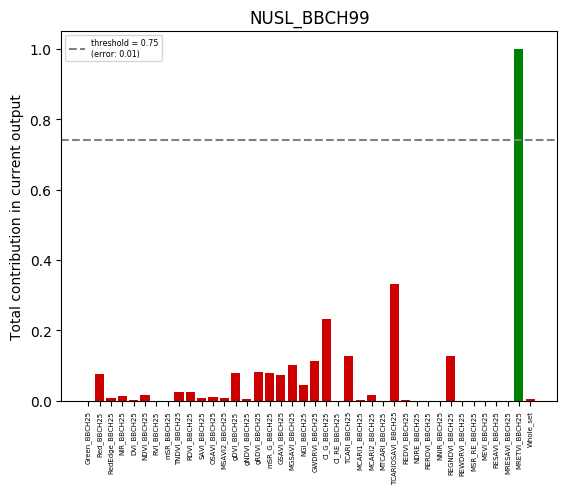 NUSL_BBCH99
threshold = 0.75
(error: 0.01)
Total contribution in current output
1.0
0.8
0.6
0.4
0.2
0.0
Green_BBCH25
Red_BBCH25
RedEdge_BBCH25
NIR_BBCH25
DVI_BBCH25
NDVI_BBCH25
RVI_BBCH25
mSR_BBCH25
TNDVI_BBCH25
RDVI_BBCH25
SAVI_BBCH25
OSAVI_BBCH25
MSAVI2_BBCH25
gDVI_BBCH25
gNDVI_BBCH25
gRDVI_BBCH25
mSR_G_BBCH25
GSAVI_BBCH25
MGSAVI_BBCH25
NGI_BBCH25
GWDRVI_BBCH25
CI_G_BBCH25
CI_RE_BBCH25
TCARI_BBCH25
MCARI1_BBCH25
MCARI2_BBCH25
MTCARI_BBCH25
TCARIOSAVI_BBCH25
REDVI_BBCH25
NDRE_BBCH25
RERDVI_BBCH25
NNIR_BBCH25
REGNDVI_BBCH25
REWDRVI_BBCH25
MSR_RE_BBCH25
MEVI_BBCH25
RESAVI_BBCH25
MRESAVI_BBCH25
MRETVI_BBCH25
Whole_set